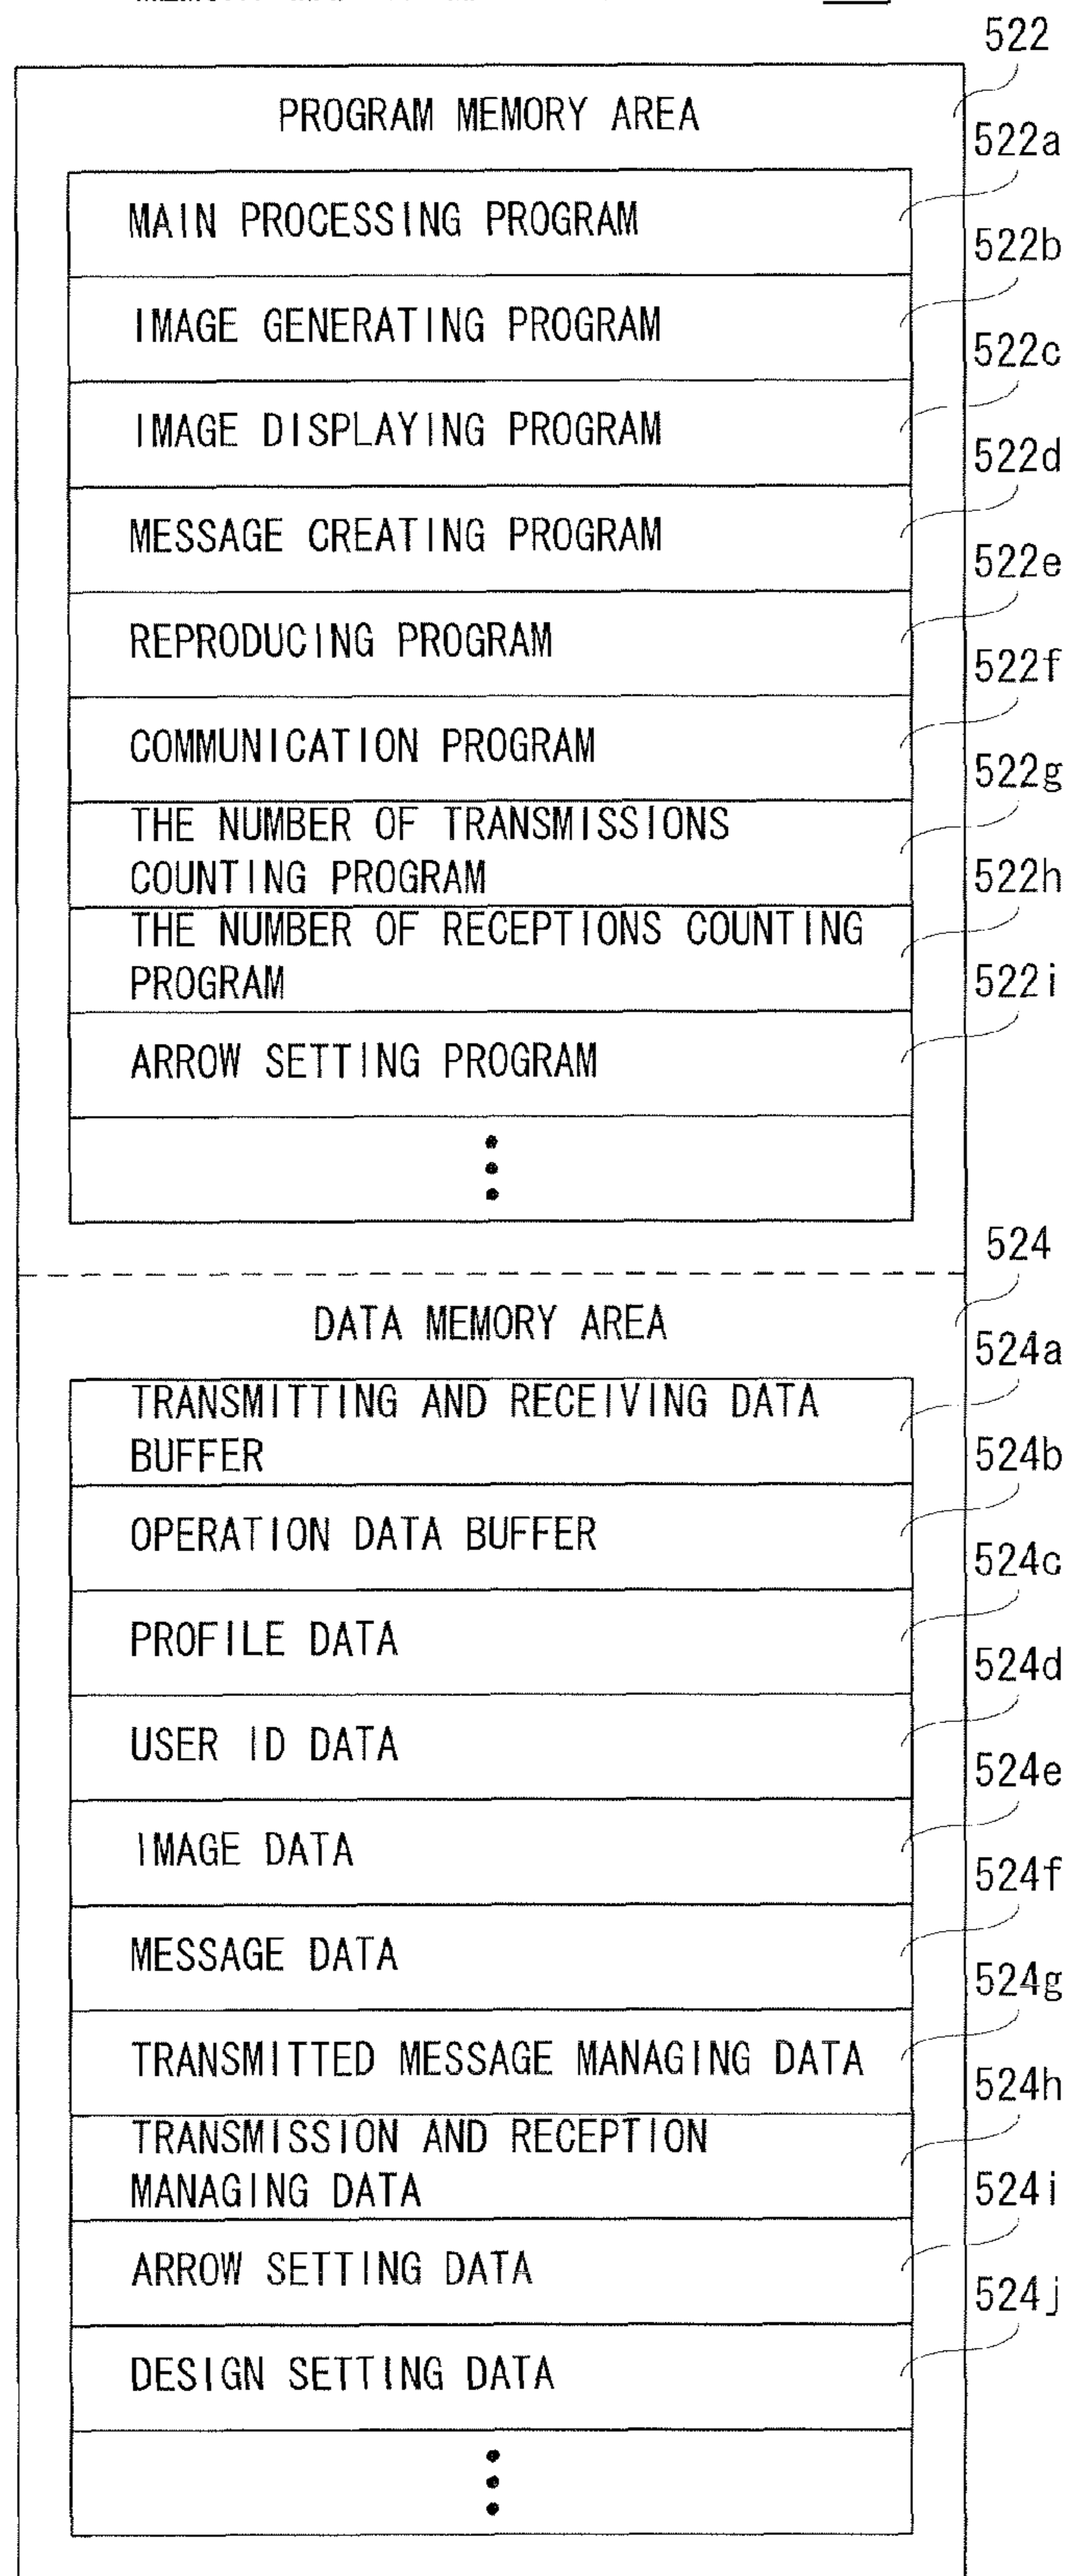 522
PROGRAM MEMORY AREA
522a
MAIN PROCESSING PROGRAM
522b
IMAGE GENERATING PROGRAM
522c
IMAGE DISPLAYING PROGRAM
522d
MESSAGE CREATING PROGRAM
522e
REPRODUCING PROGRAM
522f
COMMUNICATION PROGRAM
522g
THE NUMBER OF TRANSMISSIONS
COUNTING PROGRAM
522h
THE NUMBER OF RECEPTIONS COUNTING
PROGRAM
522i
ARROW SETTING PROGRAM
524
DATA MEMORY AREA
524a
TRANSMITTING AND RECEIVING DATA
BUFFER
524b
OPERATION DATA BUFFER
524c
PROFILE DATA
524d
USER ID DATA
524e
IMAGE DATA
524f
MESSAGE DATA
524g
TRANSMITTED MESSAGE MANAGING DATA
524h
TRANSMISSION AND RECEPTION
MANAGING DATA
524i
ARROW SETTING DATA
524j
DESIGN SETTING DATA